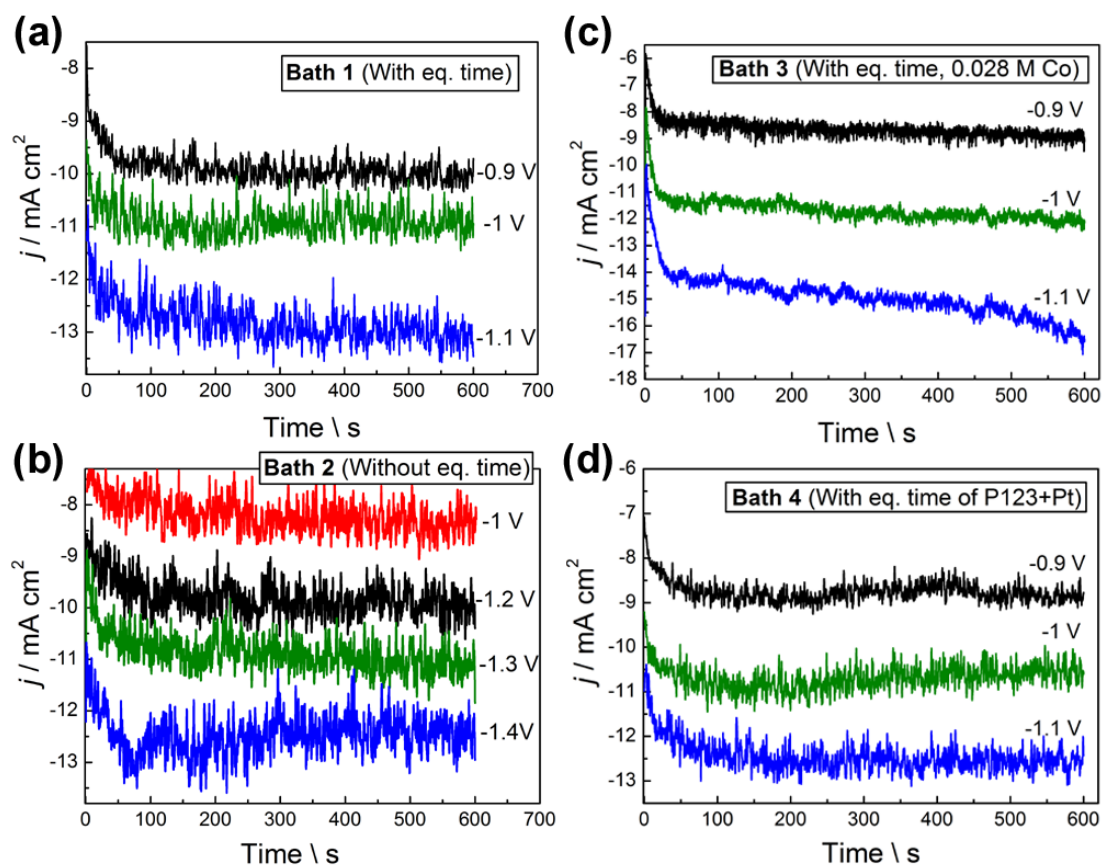 (a)
Bath 1 (With eq. time)
-8
-9
-10
-11
-12
-13
j / mA cm²
-0.9 V
-1 V
-1.1 V
0 100 200 300 400 500 600 700
Time \ s
(c)
Bath 3 (With eq. time, 0.028 M Co)
-5
-6
-7
-8
-9
-10
-11
-12
-13
-14
-15
-16
-17
-18
j / mA cm²
-0.9 V
-1 V
-1.1 V
0 100 200 300 400 500 600
Time \ s
(b)
Bath 2 (Without eq. time)
-8
-9
-10
-11
-12
-13
j / mA cm²
-1 V
-1.2 V
-1.3 V
-1.4V
0 100 200 300 400 500 600 700
Time \ s
(d)
Bath 4 (With eq. time of P123+Pt)
-6
-7
-8
-9
-10
-11
-12
-13
j / mA cm²
-0.9 V
-1 V
-1.1 V
0 100 200 300 400 500 600
Time \ s